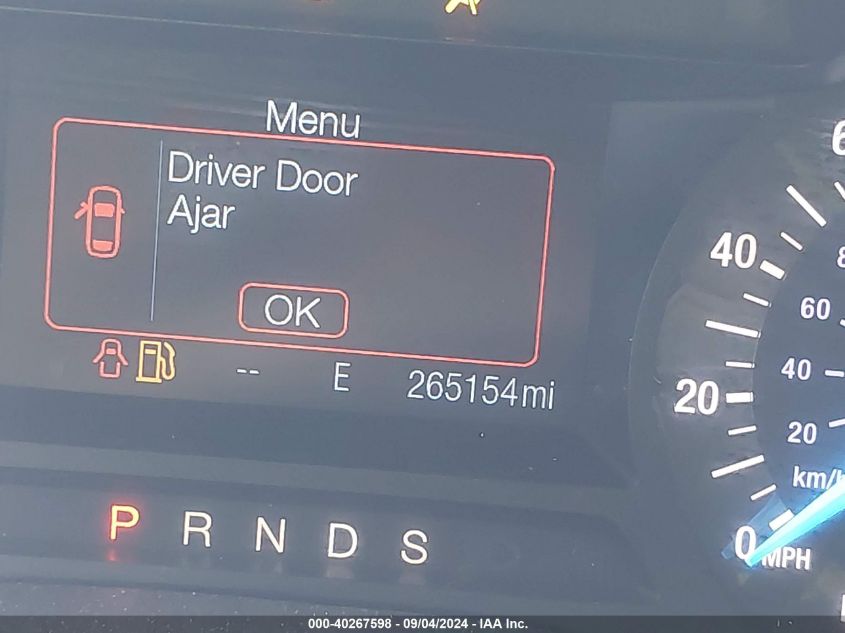 Menu
Driver Door
Ajar
OK
-- E 265154mi
P R N D S
40
20
0
MPH
60
40
20
000-40267598 - 09/04/2024 - IAA Inc.